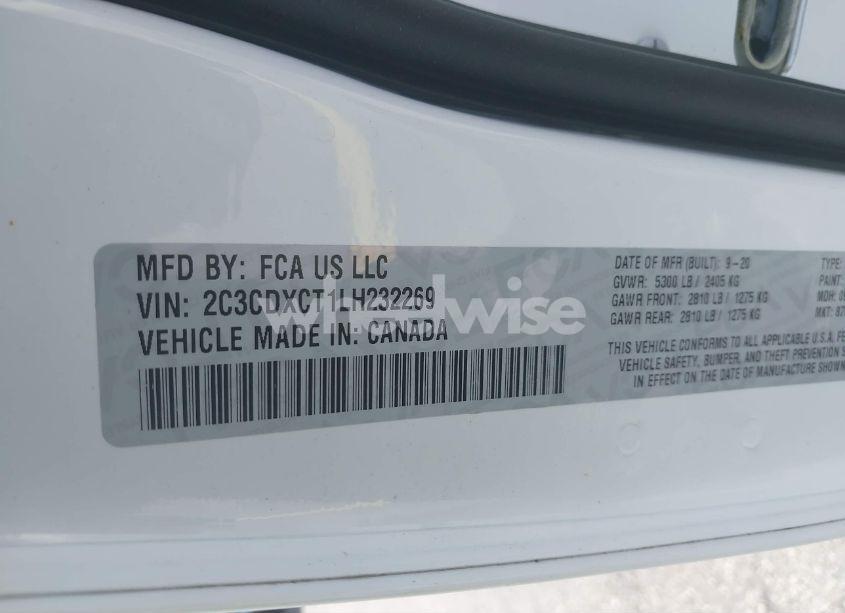 MFD BY: FCA US LLC
VIN: 2C3CDXCT1LH232269
VEHICLE MADE IN: CANADA
DATE OF MFR (BUILT): 9-20
GVWR: 5300 LB / 2405 KG
GAWR FRONT: 2810 LB / 1275 KG
GAWR REAR: 2810 LB / 1275 KG
TYPE:
PAINT:
MDH:
MKT:
THIS VEHICLE CONFORMS TO ALL APPLICABLE U.S.A.
VEHICLE SAFETY, BUMPER, AND THEFT PREVENTION
IN EFFECT ON THE DATE OF MANUFACTURE SHOWN
wheelwise